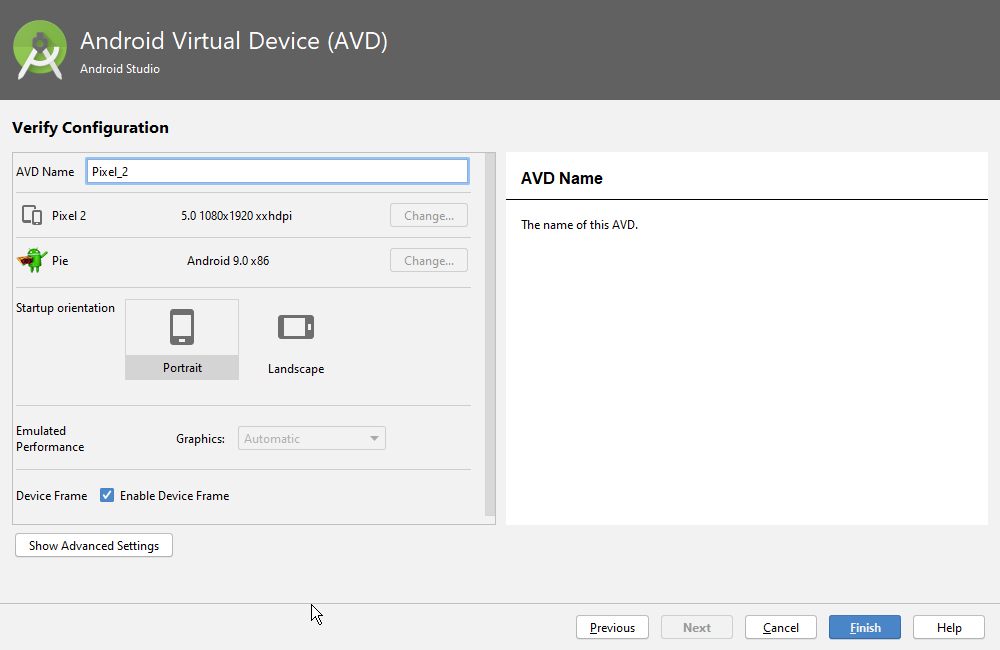 Android Virtual Device (AVD)
Android Studio
Verify Configuration
AVD Name
Pixel_2
Pixel 2
5.0 1080x1920 xxhdpi
Change...
Pie
Android 9.0 x86
Change...
Startup orientation
Portrait
Landscape
Emulated
Performance
Graphics:
Automatic
Device Frame
Enable Device Frame
Show Advanced Settings
AVD Name
The name of this AVD.
Previous
Next
Cancel
Finish
Help